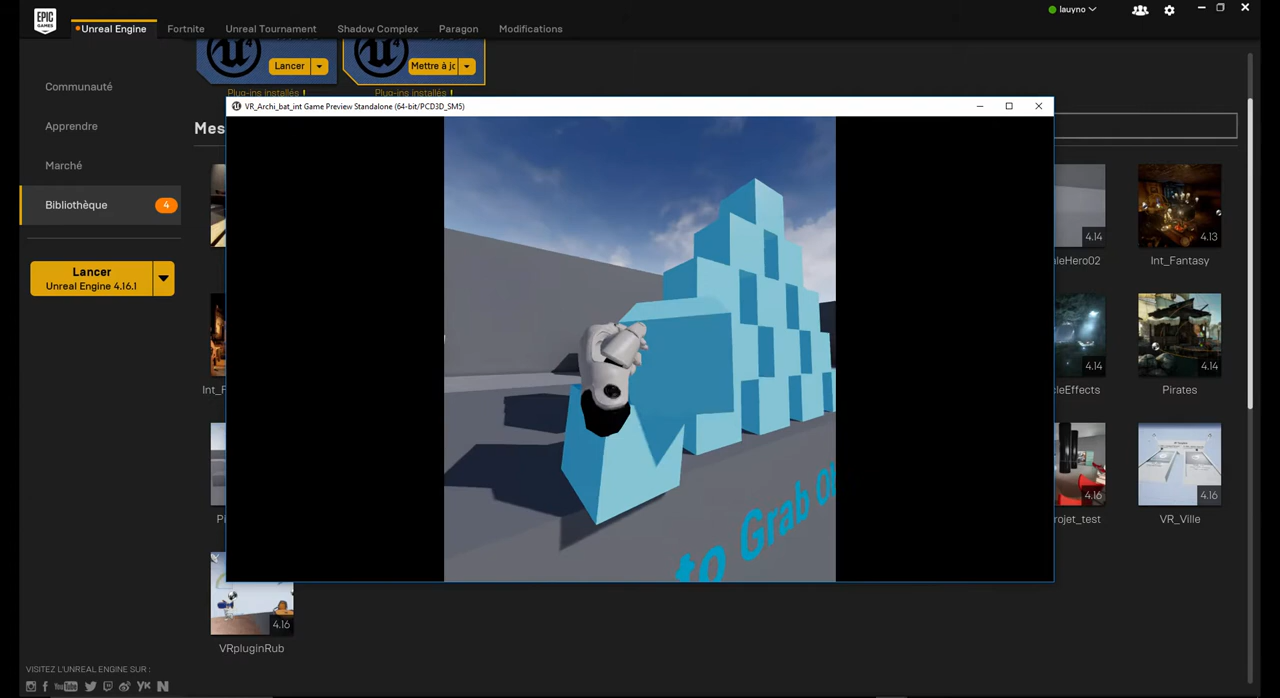 EPIC GAMES
Unreal Engine
Fortnite
Unreal Tournament
Shadow Complex
Paragon
Modifications
lauyno
Communauté
Apprendre
Marché
Bibliothèque
4
Lancer
Unreal Engine 4.16.1
Lancer
Mettre à jo
Plug-ins installés !
Plug-ins installés !
VR_Archi_bat_int Game Preview Standalone (64-bit/PCD3D_SM5)
Mes
to Grab
4.14
4.13
uleHero02
Int_Fantasy
4.14
4.14
Int_F
cleEffects
Pirates
4.16
4.16
rojet_test
VR_Ville
4.16
VRpluginRub
VISITEZ L'UNREAL ENGINE SUR :